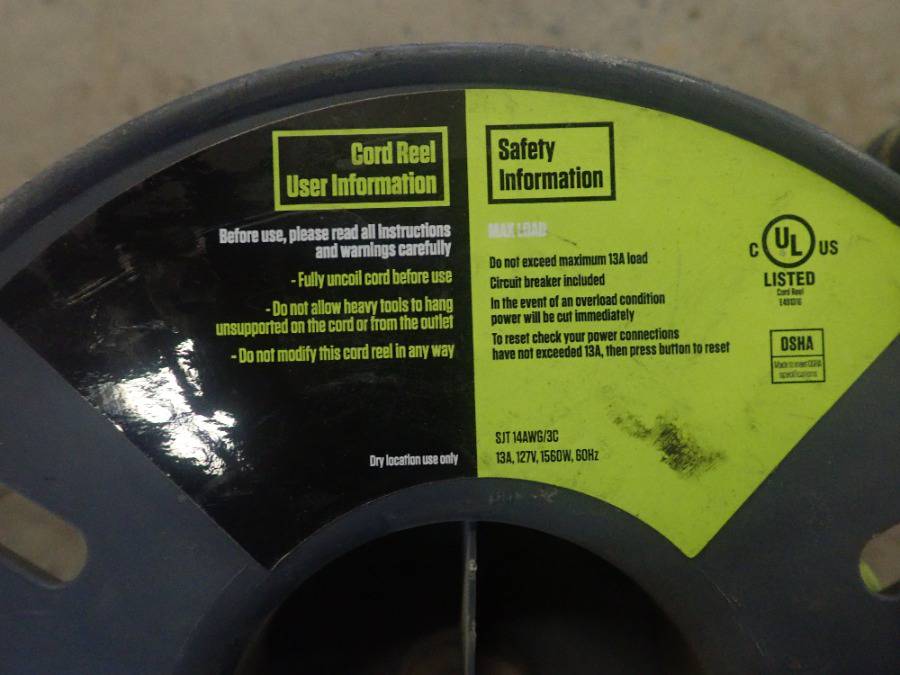 Cord Reel
User Information
Before use, please read all instructions
and warnings carefully
- Fully uncoil cord before use
- Do not allow heavy tools to hang
unsupported on the cord or from the outlet
- Do not modify this cord reel in any way
Dry location use only
Safety
Information
MAX LOAD
Do not exceed maximum 13A load
Circuit breaker included
In the event of an overload condition
power will be cut immediately
To reset check your power connections
have not exceeded 13A, then press button to reset
SJT 14AWG/3C
13A, 127V, 1560W, 60Hz
C UL US
LISTED
Cord Reel
OSHA
Made to meet OSHA
specifications